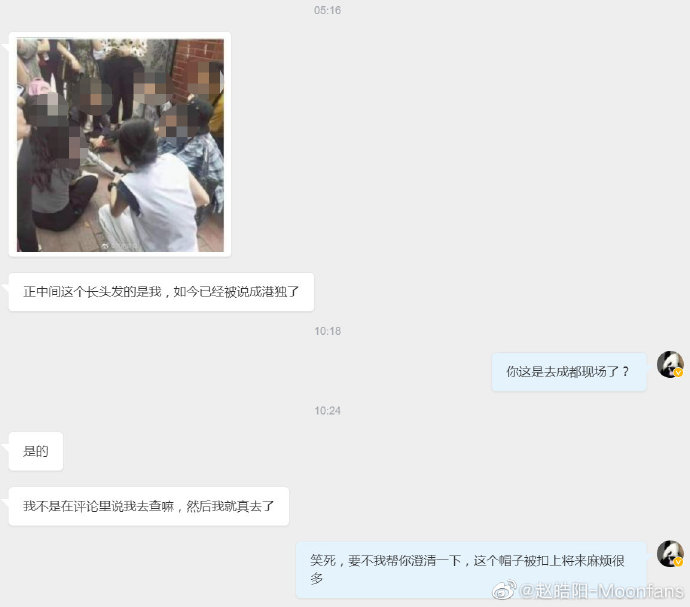 05:16
正中间这个长头发的是我，如今已经被说成港独了
10:18
你这是去成都现场了？
10:24
是的
我不是在评论里说我去查嘛，然后我就真去了
笑死，要不我帮你澄清一下，这个帽子被扣上将来麻烦很
多
@赵皓阳-Moonfans